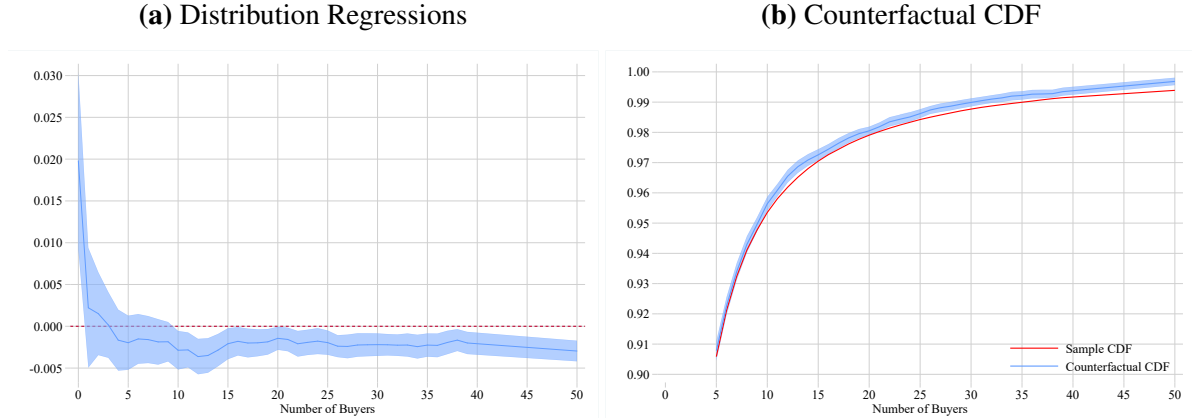 (a) Distribution Regressions
0.030
0.025
0.020
0.015
0.010
0.005
0.000
-0.005
0 5 10 15 20 25 30 35 40 45 50
Number of Buyers
(b) Counterfactual CDF
1.00
0.99
0.98
0.97
0.96
0.95
0.94
0.93
0.92
0.91
0.90
Sample CDF
Counterfactual CDF
0 5 10 15 20 25 30 35 40 45 50
Number of Buyers